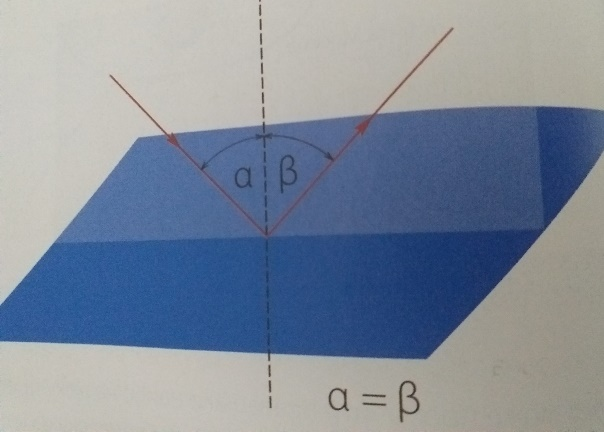 α β
α = β